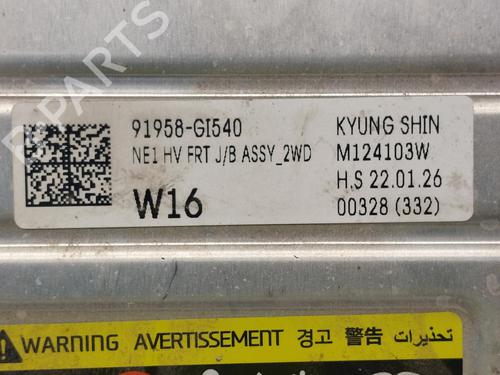 B-PARTS
91958-GI540
KYUNG SHIN
NE1 HV FRT J/B ASSY_2WD
M124103W
H.S 22.01.26
W16
00328 (332)
WARNING AVERTISSEMENT 경고 警告 تحذيرات